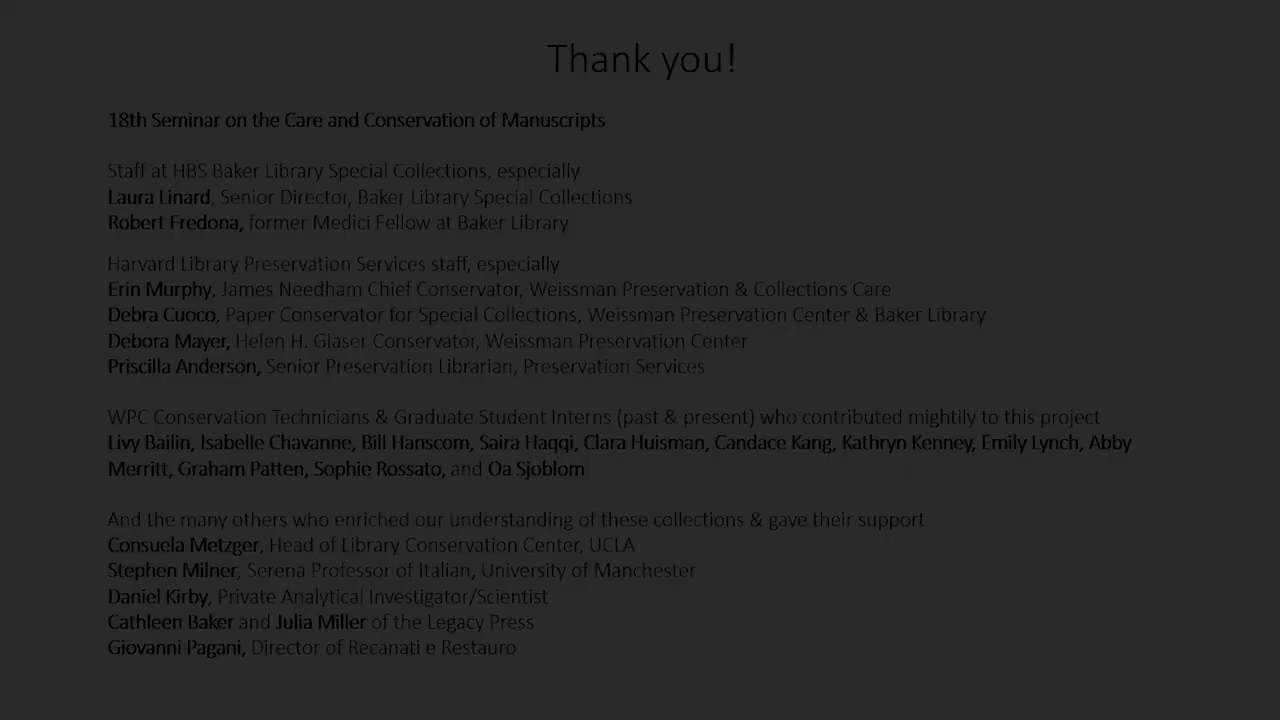 Thank you!
18th Seminar on the Care and Conservation of Manuscripts
Staff at HBS Baker Library Special Collections, especially
Laura Linard, Senior Director, Baker Library Special Collections
Robert Fredona, former Medici Fellow at Baker Library
Harvard Library Preservation Services staff, especially
Erin Murphy, James Needham Chief Conservator, Weissman Preservation & Collections Care
Debra Cuoco, Paper Conservator for Special Collections, Weissman Preservation Center & Baker Library
Debora Mayer, Helen H. Glaser Conservator, Weissman Preservation Center
Priscilla Anderson, Senior Preservation Librarian, Preservation Services
WPC Conservation Technicians & Graduate Student Interns (past & present) who contributed mightily to this project
Livy Bailin, Isabelle Chavanne, Bill Hanscom, Saira Haqqi, Clara Huisman, Candace Kang, Kathryn Kenney, Emily Lynch, Abby
Merritt, Graham Patten, Sophie Rossato, and Oa Sjoblom
And the many others who enriched our understanding of these collections & gave their support
Consuela Metzger, Head of Library Conservation Center, UCLA
Stephen Milner, Serena Professor of Italian, University of Manchester
Daniel Kirby, Private Analytical Investigator/Scientist
Cathleen Baker and Julia Miller of the Legacy Press
Giovanni Pagani, Director of Recanati e Restauro